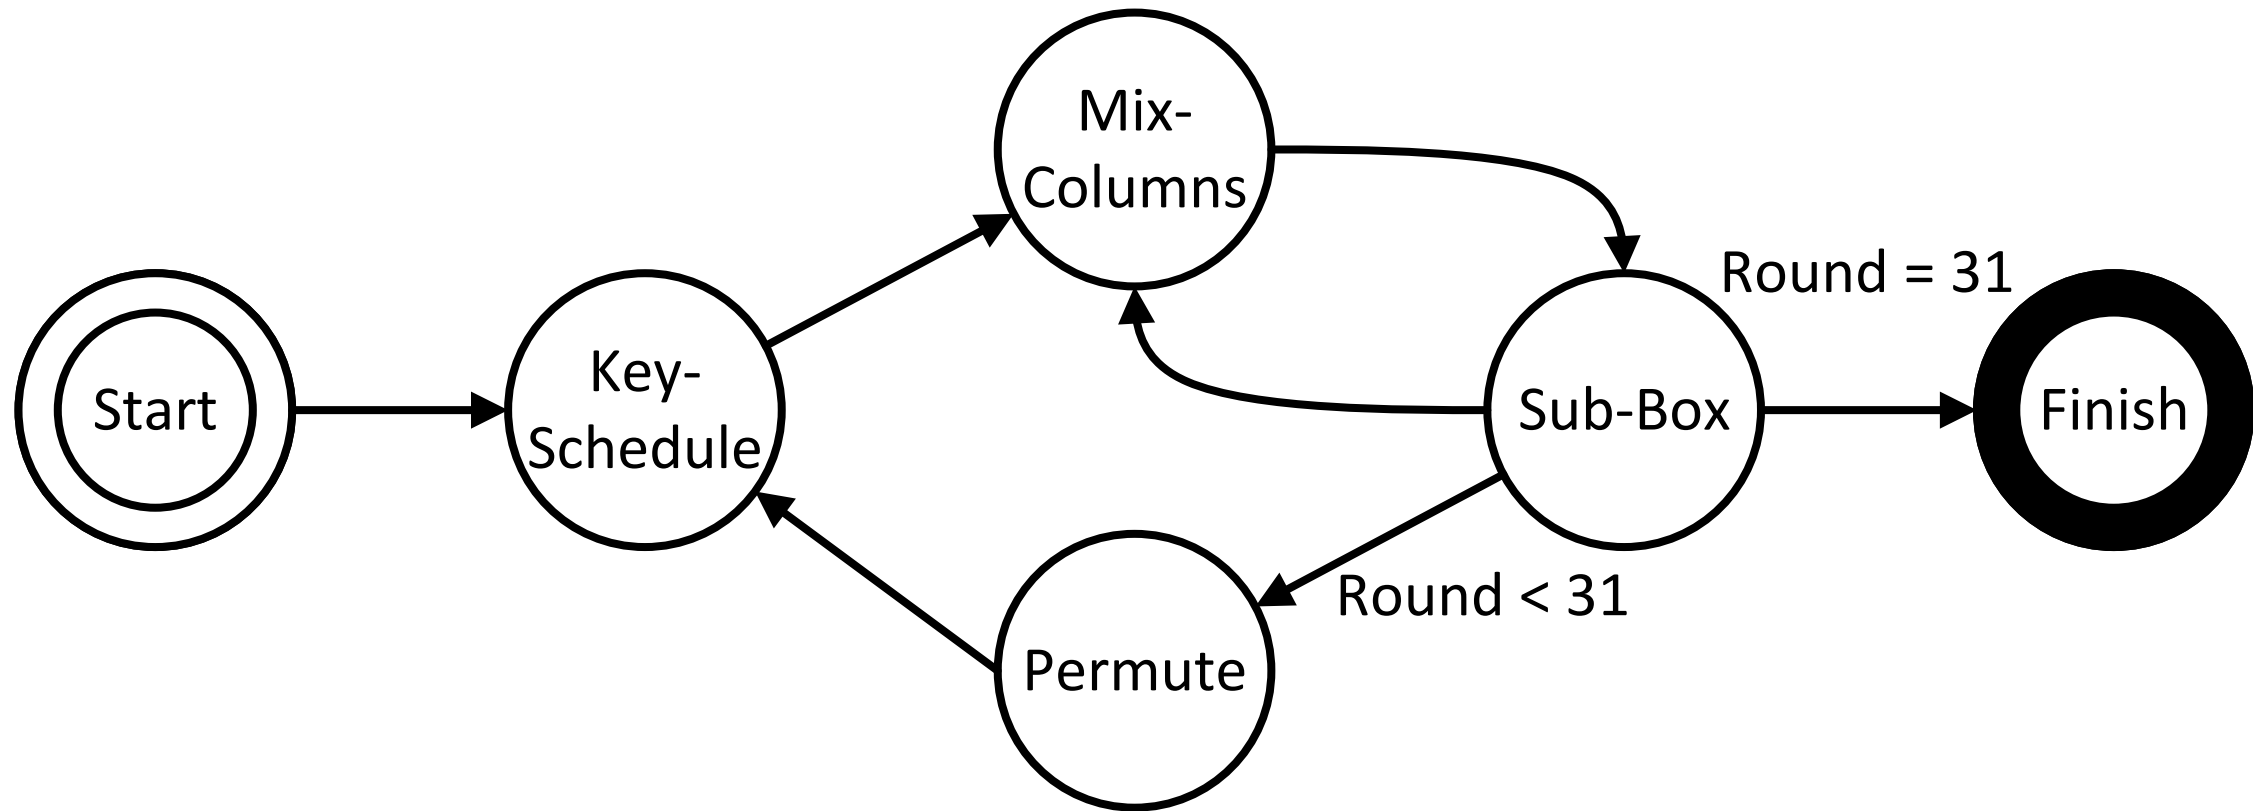 Start
Key-
Schedule
Mix-
Columns
Sub-Box
Round = 31
Finish
Round < 31
Permute